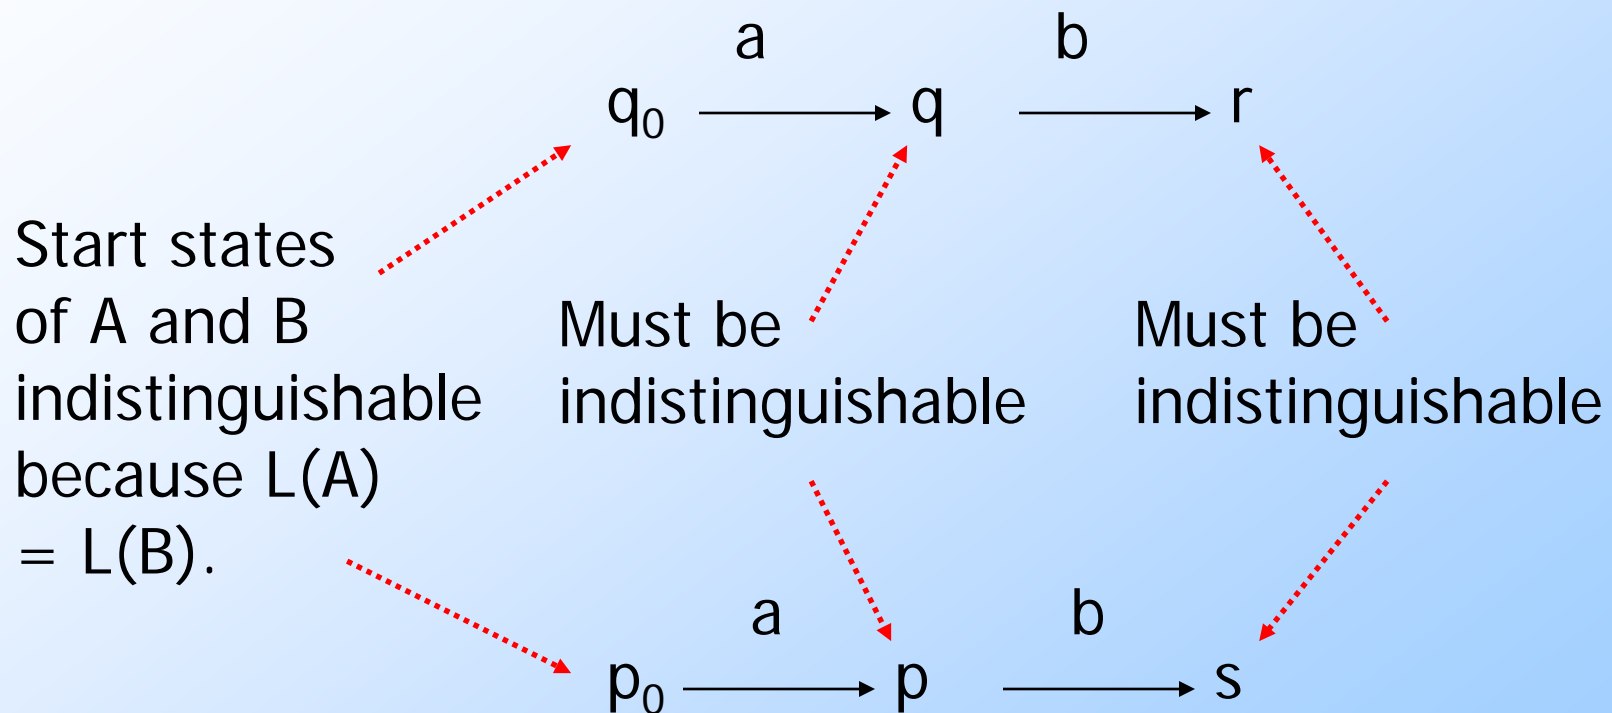 a b
q₀ q r
Start states
of A and B
indistinguishable
because L(A)
= L(B).
Must be
indistinguishable
Must be
indistinguishable
a b
p₀ p s